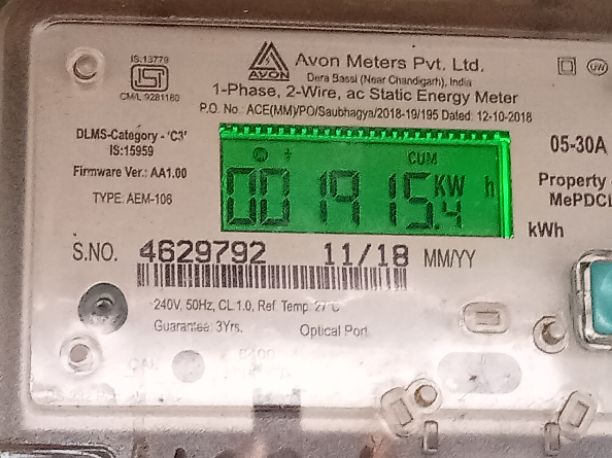 IS:13779
CM/L 9281180
AVON
Avon Meters Pvt. Ltd.
Dera Bassi (Near Chandigarh), India
1-Phase, 2-Wire, ac Static Energy Meter
P.O. No.: ACE(MM)/PO/Saubhagya/2018-19/195 Dated: 12-10-2018
DLMS-Category - 'C3'
IS:15959
Firmware Ver.: AA1.00
TYPE: AEM-106
CUM
001915.4 KW h
05-30A
Property
MePDCL
kWh
S.NO. 4629792 11/18 MM/YY
240V, 50Hz, CL.1.0, Ref. Temp. 27°C
Guarantee: 3Yrs.
Optical Port